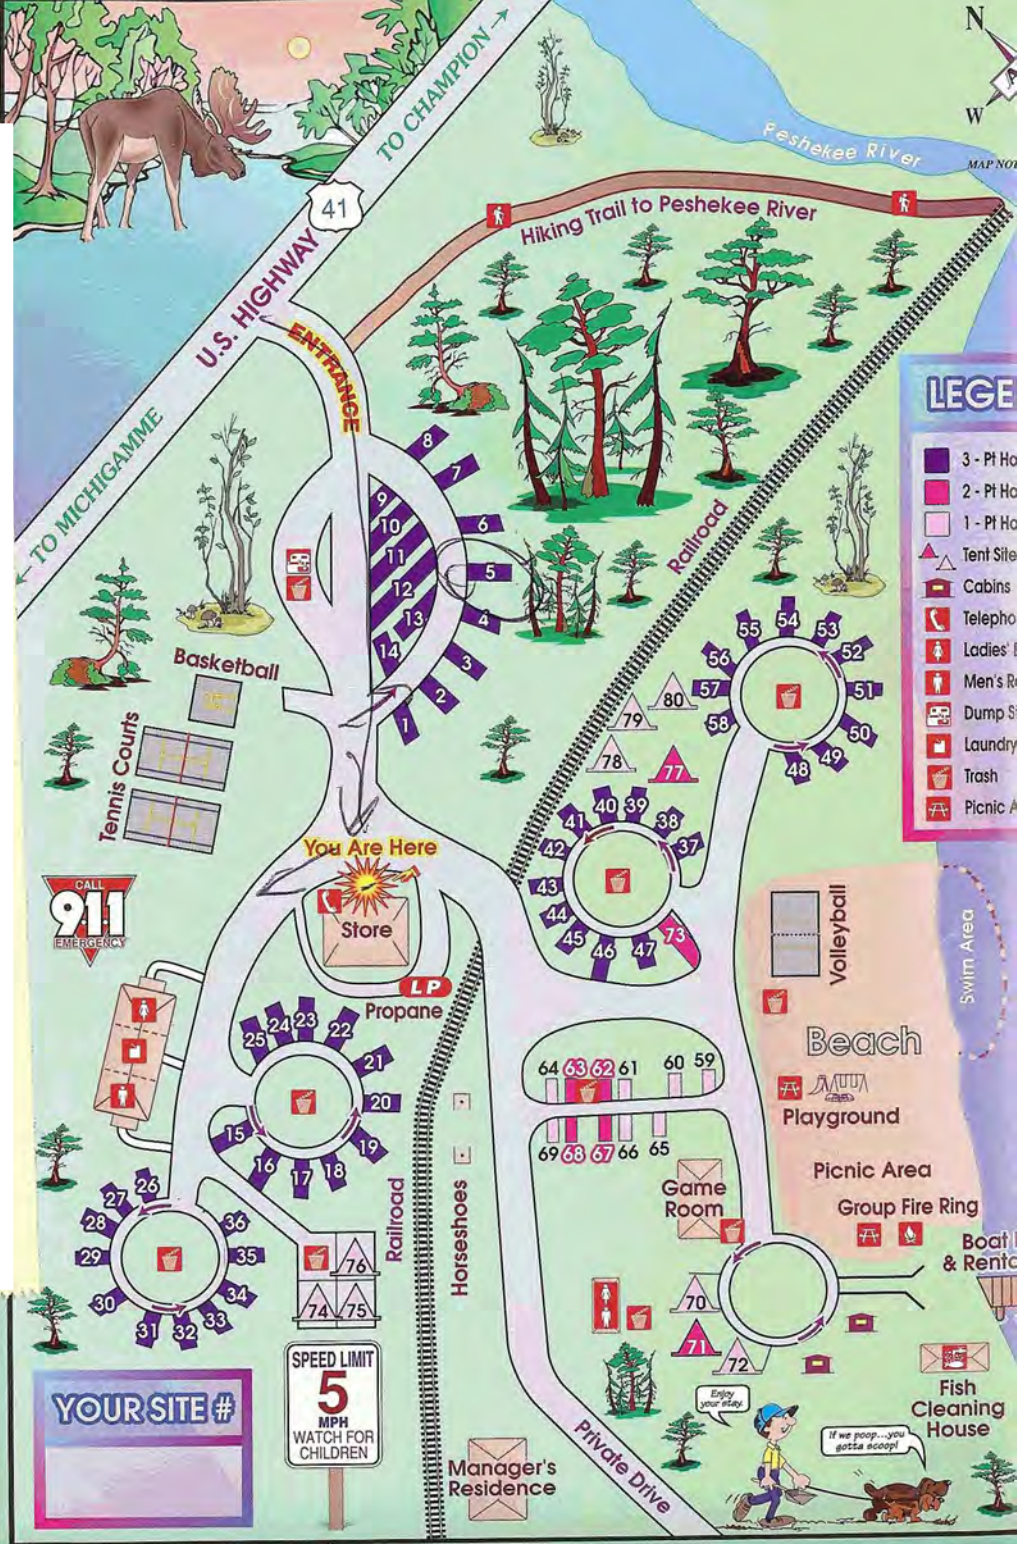 N
W
A
MAP NOT
TO CHAMPION →
Peshekee River
41
Hiking Trail to Peshekee River
U.S. HIGHWAY
ENTRANCE
← TO MICHIGAMME
LEGE
3 - Pt Ho
2 - Pt Ho
1 - Pt Ho
Tent Site
Cabins
Telepho
Ladies'
Men's R
Dump S
Laundry
Trash
Picnic A
8
7
9
10
6
11
5
12
13
4
14
3
2
1
Railroad
Basketball
Tennis Courts
54
55
53
56
52
57
51
58
50
49
48
80
79
78
77
40
39
41
38
42
37
43
44
45
46
47
73
You Are Here
Store
LP
Propane
CALL
911
EMERGENCY
Volleyball
Swim Area
Beach
Playground
Picnic Area
Group Fire Ring
Boat
& Renta
25
24
23
22
21
20
19
18
17
16
15
64
63
62
61
60
59
69
68
67
66
65
Game
Room
Railroad
Horseshoes
27
26
28
36
29
35
30
34
31
32
33
76
74
75
70
71
72
Fish
Cleaning
House
YOUR SITE #
SPEED LIMIT
5
MPH
WATCH FOR
CHILDREN
Manager's
Residence
Private Drive
Enjoy
your stay.
If we poop...you
gotta scoop!